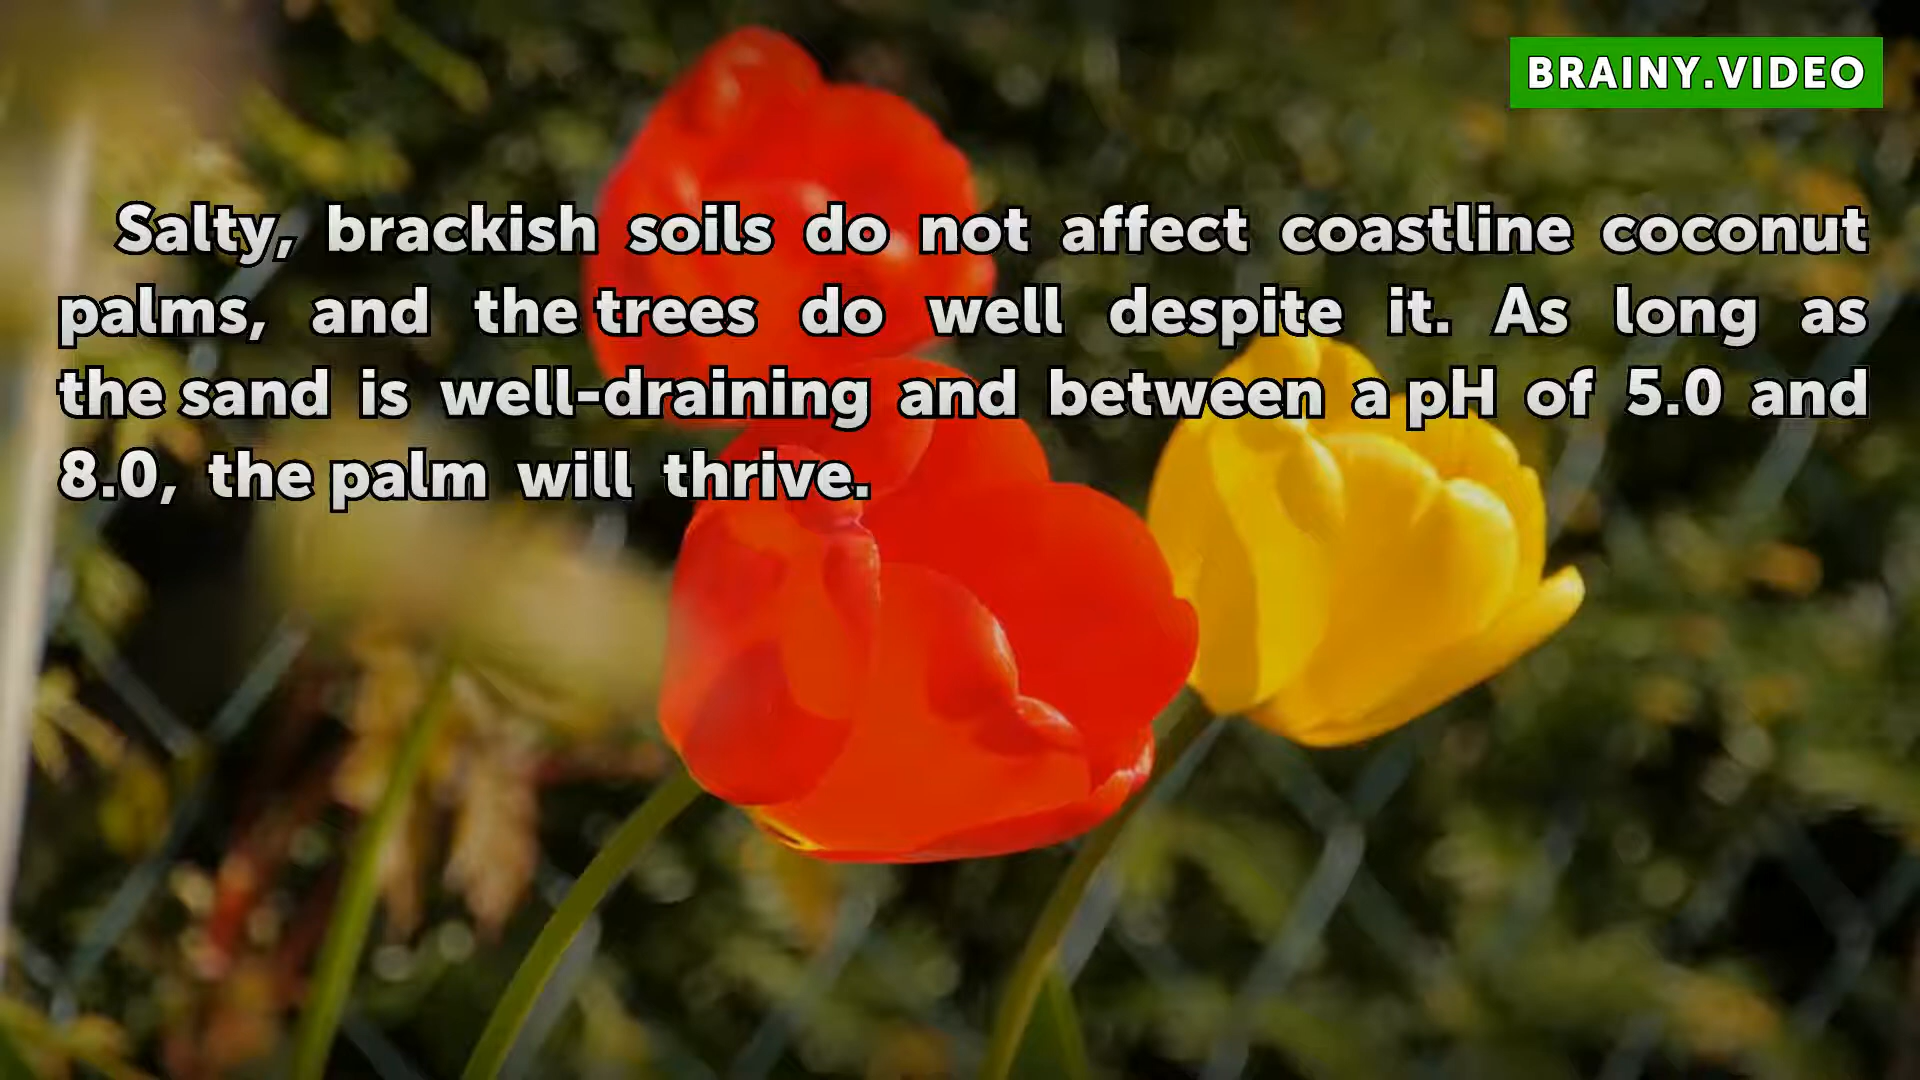 BRAINY.VIDEO
Salty, brackish soils do not affect coastline coconut
palms, and the trees do well despite it. As long as
the sand is well-draining and between a pH of 5.0 and
8.0, the palm will thrive.